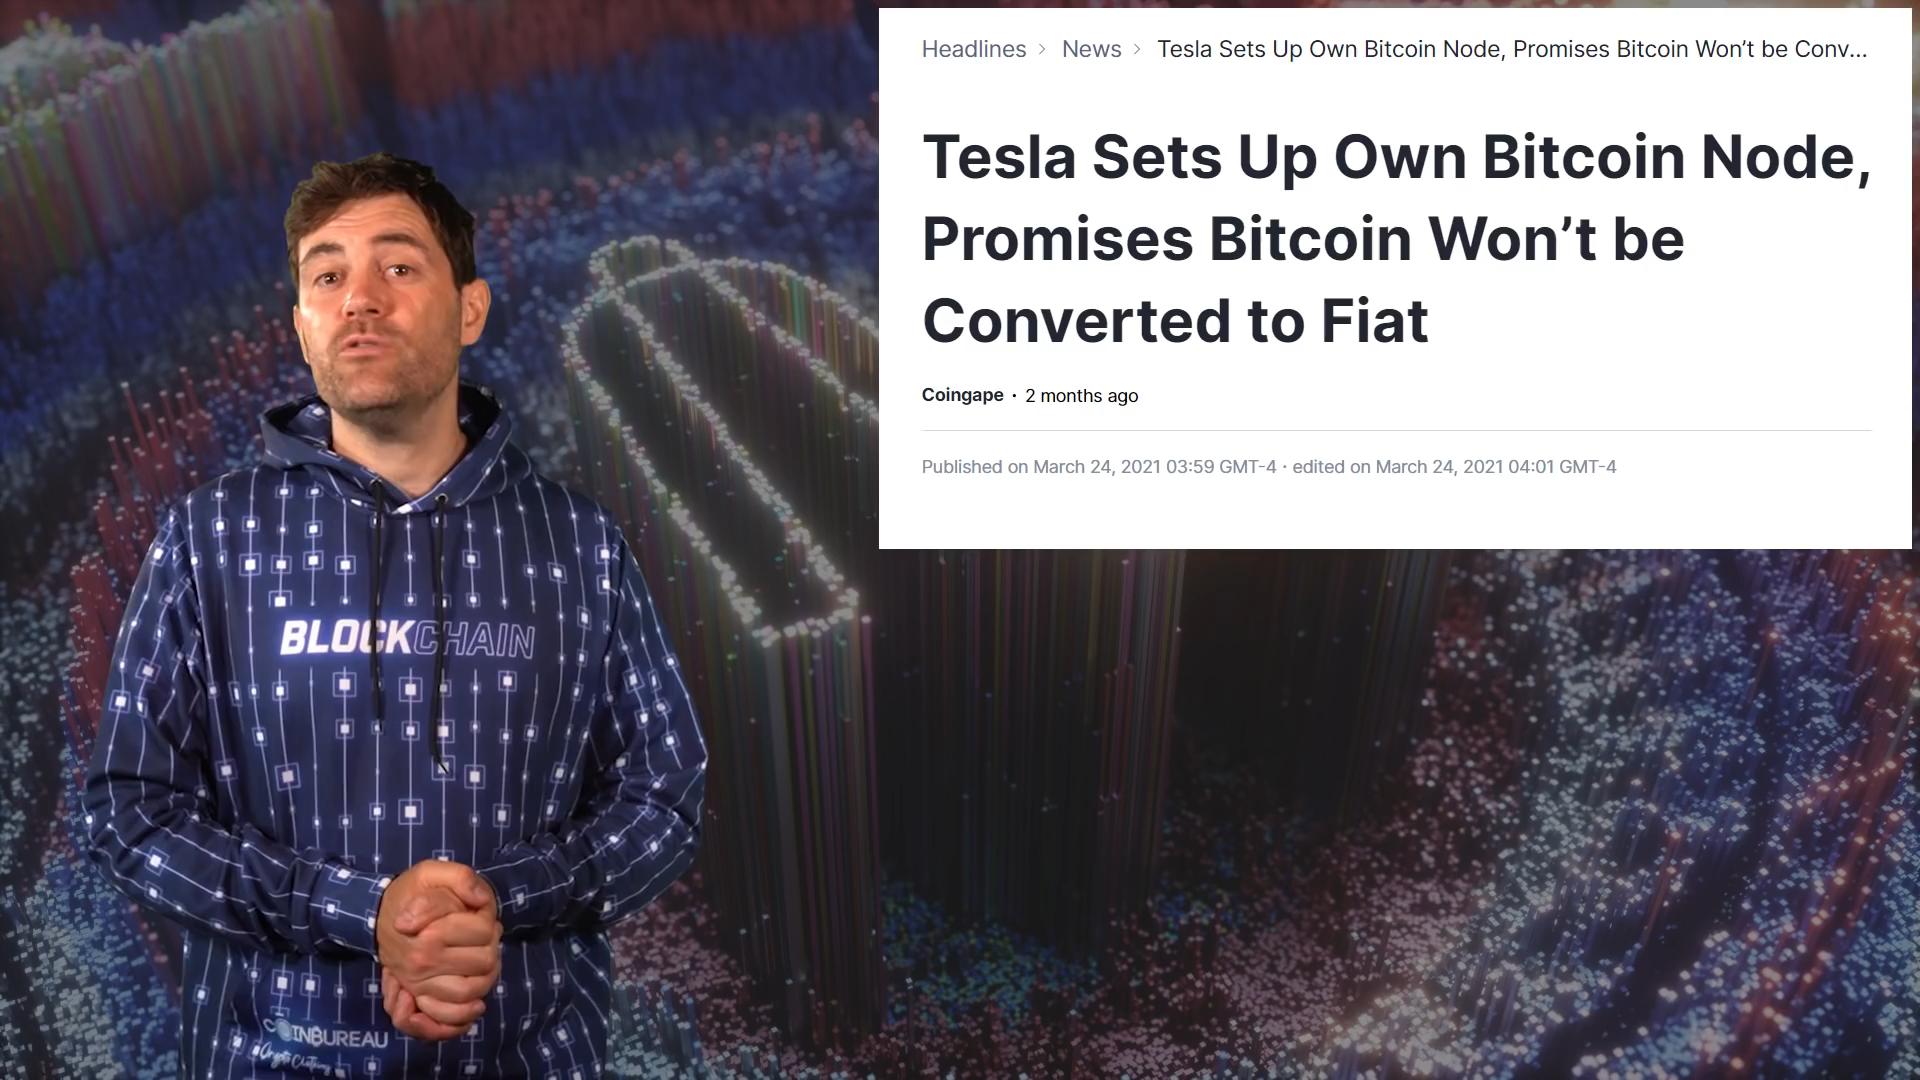 Headlines > News > Tesla Sets Up Own Bitcoin Node, Promises Bitcoin Won’t be Conv...
Tesla Sets Up Own Bitcoin Node,
Promises Bitcoin Won’t be
Converted to Fiat
Coingape · 2 months ago
Published on March 24, 2021 03:59 GMT-4 · edited on March 24, 2021 04:01 GMT-4
BLOCKCHAIN
COINBUREAU
Crypto Clothing